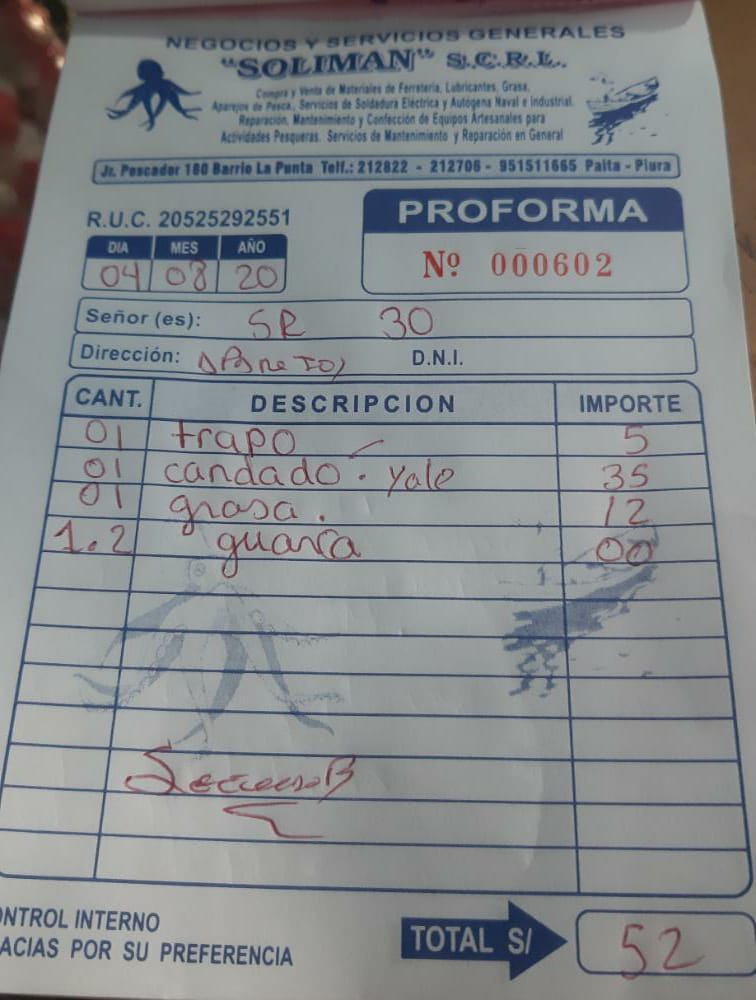 NEGOCIOS Y SERVICIOS GENERALES
"SOLIMAN" S.C.R.L.
Compra y Venta de Materiales de Ferretería, Lubricantes, Grasa,
Aparejos de Pesca, Servicios de Soldadura Eléctrica y Autógena Naval e Industrial.
Reparación, Mantenimiento y Confección de Equipos Artesanales para
Actividades Pesqueras. Servicios de Mantenimiento y Reparación en General
Jr. Pescador 180 Barrio La Punta Telf.: 212822 - 212706 - 951511665 Paita - Piura
R.U.C. 20525292551
PROFORMA
DIA MES AÑO
Nº 000602
04 08 20
Señor (es): SR 30
Dirección: D.N.I.
CANT. DESCRIPCION IMPORTE
01 trapo 5
01 candado. yale 35
01 grasa. 12
1.2 guarea 00
ONTROL INTERNO
ACIAS POR SU PREFERENCIA
TOTAL S/ 52